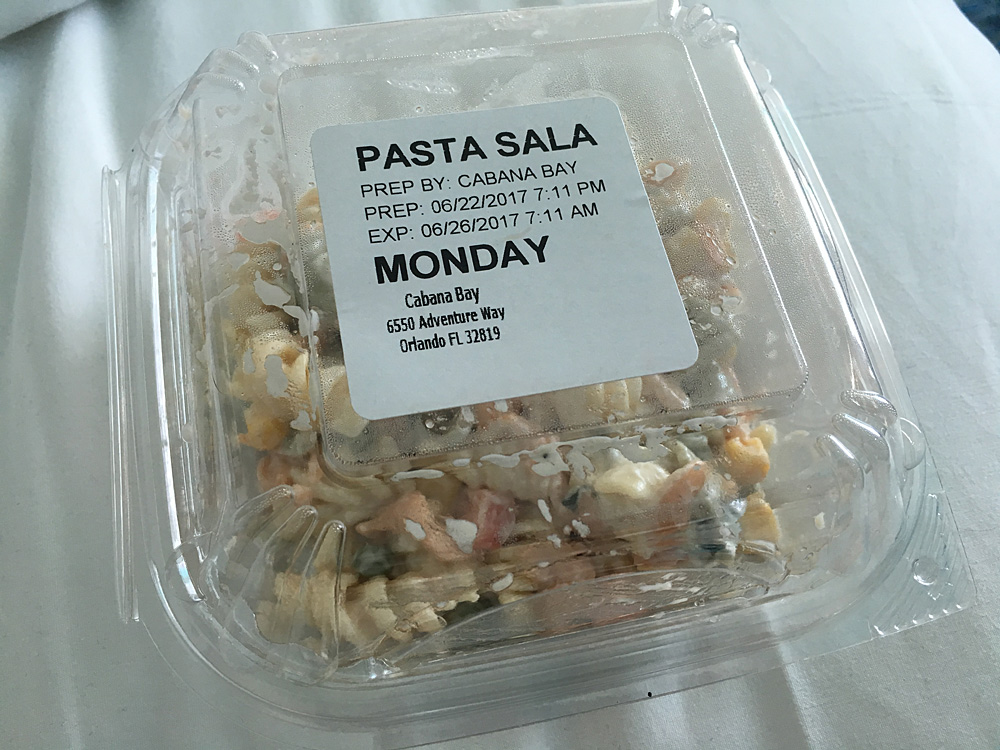 PASTA SALA
PREP BY: CABANA BAY
PREP: 06/22/2017 7:11 PM
EXP: 06/26/2017 7:11 AM
MONDAY
Cabana Bay
6550 Adventure Way
Orlando FL 32819